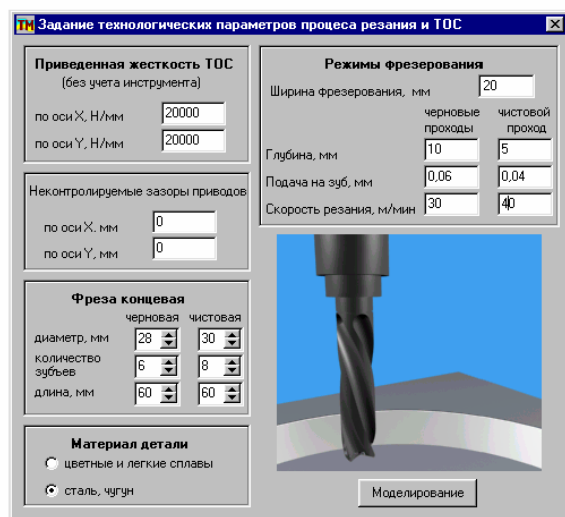 TM Задание технологических параметров процеса резания и ТОС
Приведенная жесткость ТОС
(без учета инструмента)
по оси X, Н/мм 20000
по оси Y, Н/мм 20000
Неконтролируемые зазоры приводов
по оси X. мм 0
по оси Y, мм 0
Фреза концевая
черновая чистовая
диаметр, мм 28 30
количество
зубъев 6 8
длина, мм 60 60
Материал детали
цветные и легкие сплавы
сталь, чугун
Режимы фрезерования
Ширина фрезерования, мм 20
черновые чистовой
проходы проход
Глубина, мм 10 5
Подача на зуб, мм 0,06 0,04
Скорость резания, м/мин 30 40
Моделирование